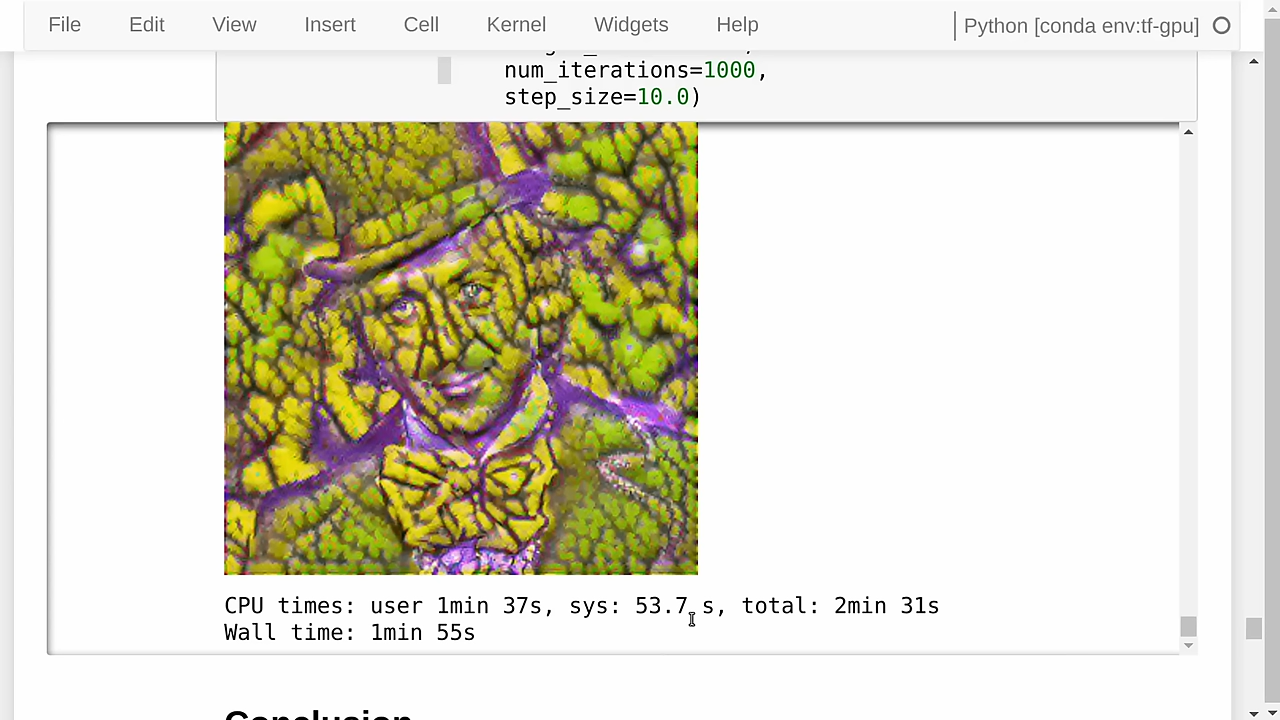 File Edit View Insert Cell Kernel Widgets Help Python [conda env:tf-gpu]
num_iterations=1000,
step_size=10.0)
CPU times: user 1min 37s, sys: 53.7 s, total: 2min 31s
Wall time: 1min 55s
Conclusion